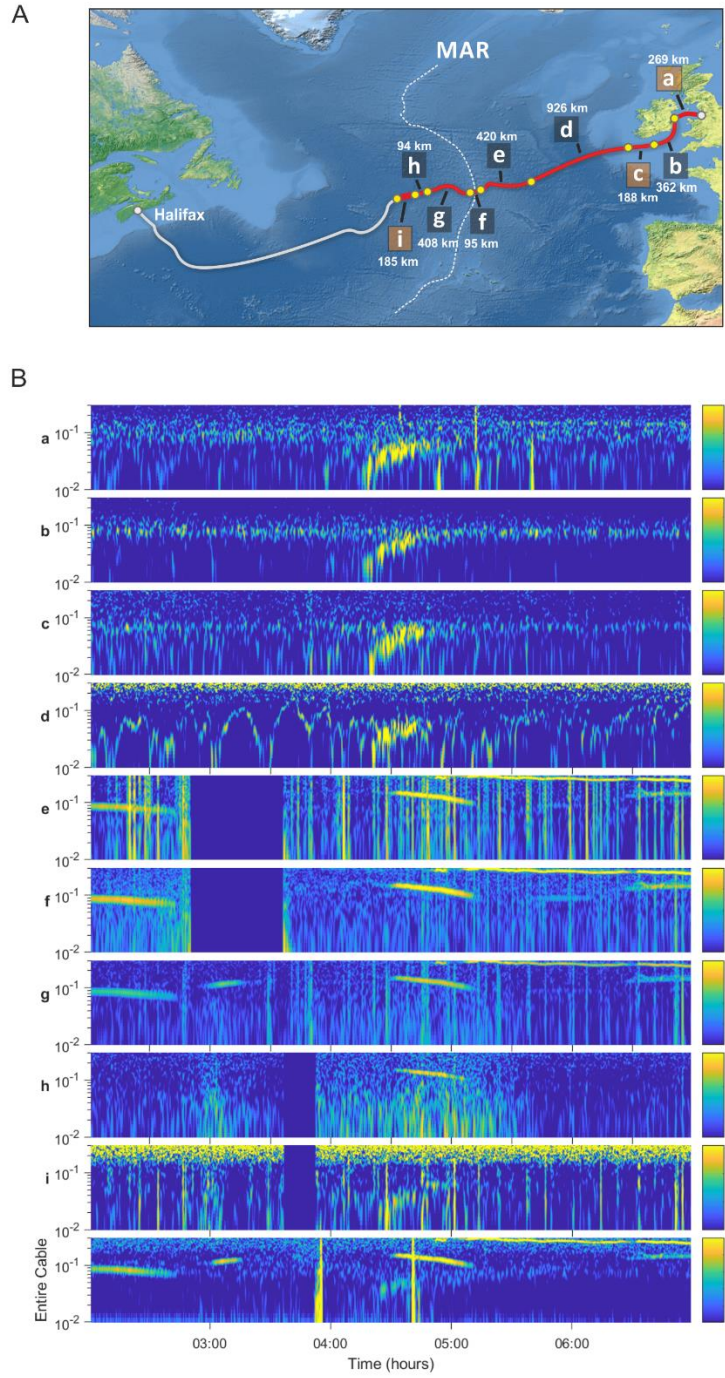 A
MAR
269 km
a
926 km
d
420 km
e
94 km
h
c
b
362 km
188 km
g
f
408 km
95 km
i
185 km
Halifax
B
a
10-1
10-2
b
10-1
10-2
c
10-1
10-2
d
10-1
10-2
e
10-1
10-2
f
10-1
10-2
g
10-1
10-2
h
10-1
10-2
i
10-1
10-2
Entire Cable
10-1
10-2
03:00 04:00 05:00 06:00
Time (hours)